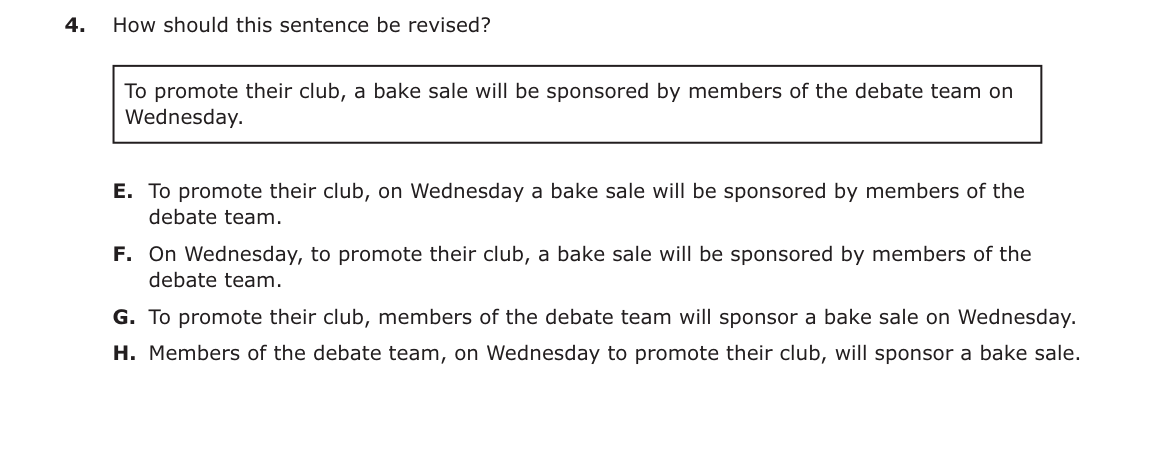 4. How should this sentence be revised?
To promote their club, a bake sale will be sponsored by members of the debate team on
Wednesday.
E. To promote their club, on Wednesday a bake sale will be sponsored by members of the
debate team.
F. On Wednesday, to promote their club, a bake sale will be sponsored by members of the
debate team.
G. To promote their club, members of the debate team will sponsor a bake sale on Wednesday.
H. Members of the debate team, on Wednesday to promote their club, will sponsor a bake sale.